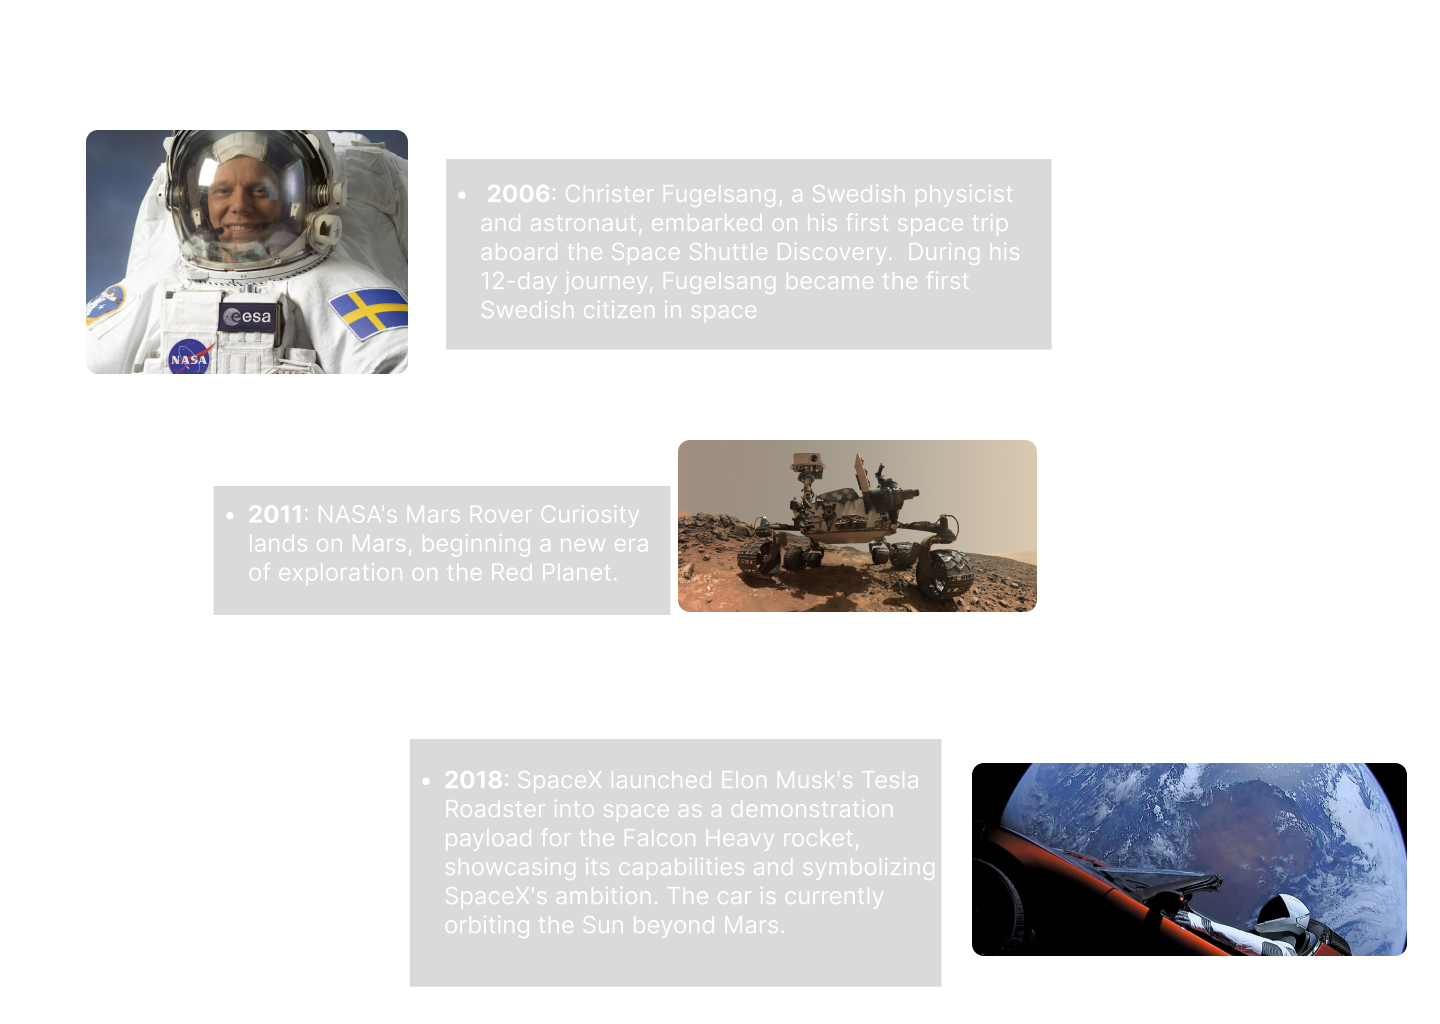 esa
NASA
• 2006: Christer Fugelsang, a Swedish physicist
and astronaut, embarked on his first space trip
aboard the Space Shuttle Discovery.  During his
12-day journey, Fugelsang became the first
Swedish citizen in space
• 2011: NASA's Mars Rover Curiosity
lands on Mars, beginning a new era
of exploration on the Red Planet.
• 2018: SpaceX launched Elon Musk's Tesla
Roadster into space as a demonstration
payload for the Falcon Heavy rocket,
showcasing its capabilities and symbolizing
SpaceX's ambition. The car is currently
orbiting the Sun beyond Mars.